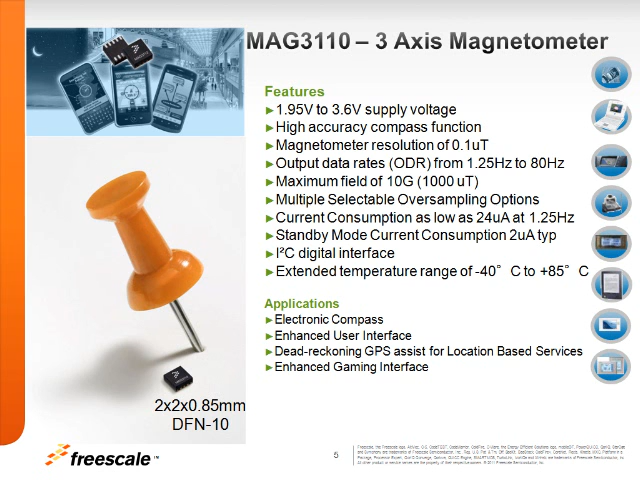 MAG3110 – 3 Axis Magnetometer
Features
►1.95V to 3.6V supply voltage
►High accuracy compass function
►Magnetometer resolution of 0.1uT
►Output data rates (ODR) from 1.25Hz to 80Hz
►Maximum field of 10G (1000 uT)
►Multiple Selectable Oversampling Options
►Current Consumption as low as 24uA at 1.25Hz
►Standby Mode Current Consumption 2uA typ
►I²C digital interface
►Extended temperature range of -40° C to +85° C
Applications
►Electronic Compass
►Enhanced User Interface
►Dead-reckoning GPS assist for Location Based Services
►Enhanced Gaming Interface
2x2x0.85mm
DFN-10
freescale™
5